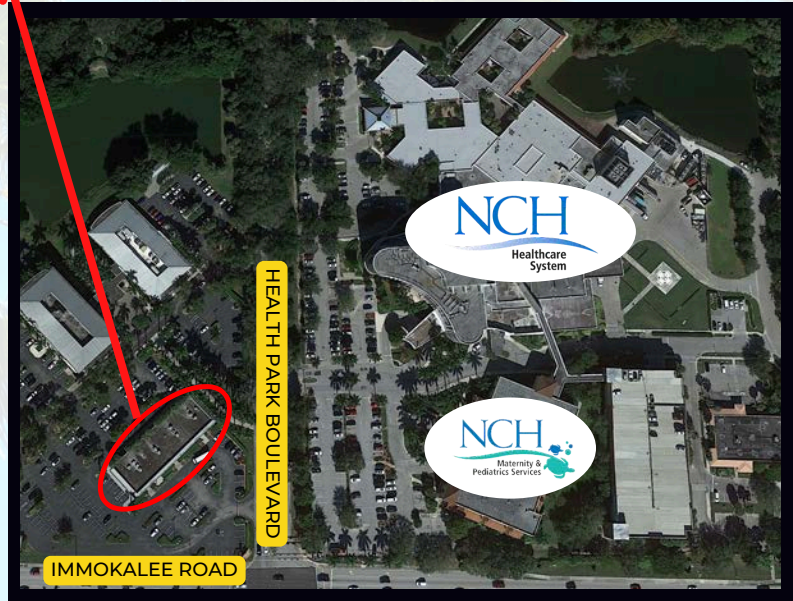 NCH
Healthcare
System
HEALTH PARK BOULEVARD
NCH
Maternity &
Pediatrics Services
IMMOKALEE ROAD